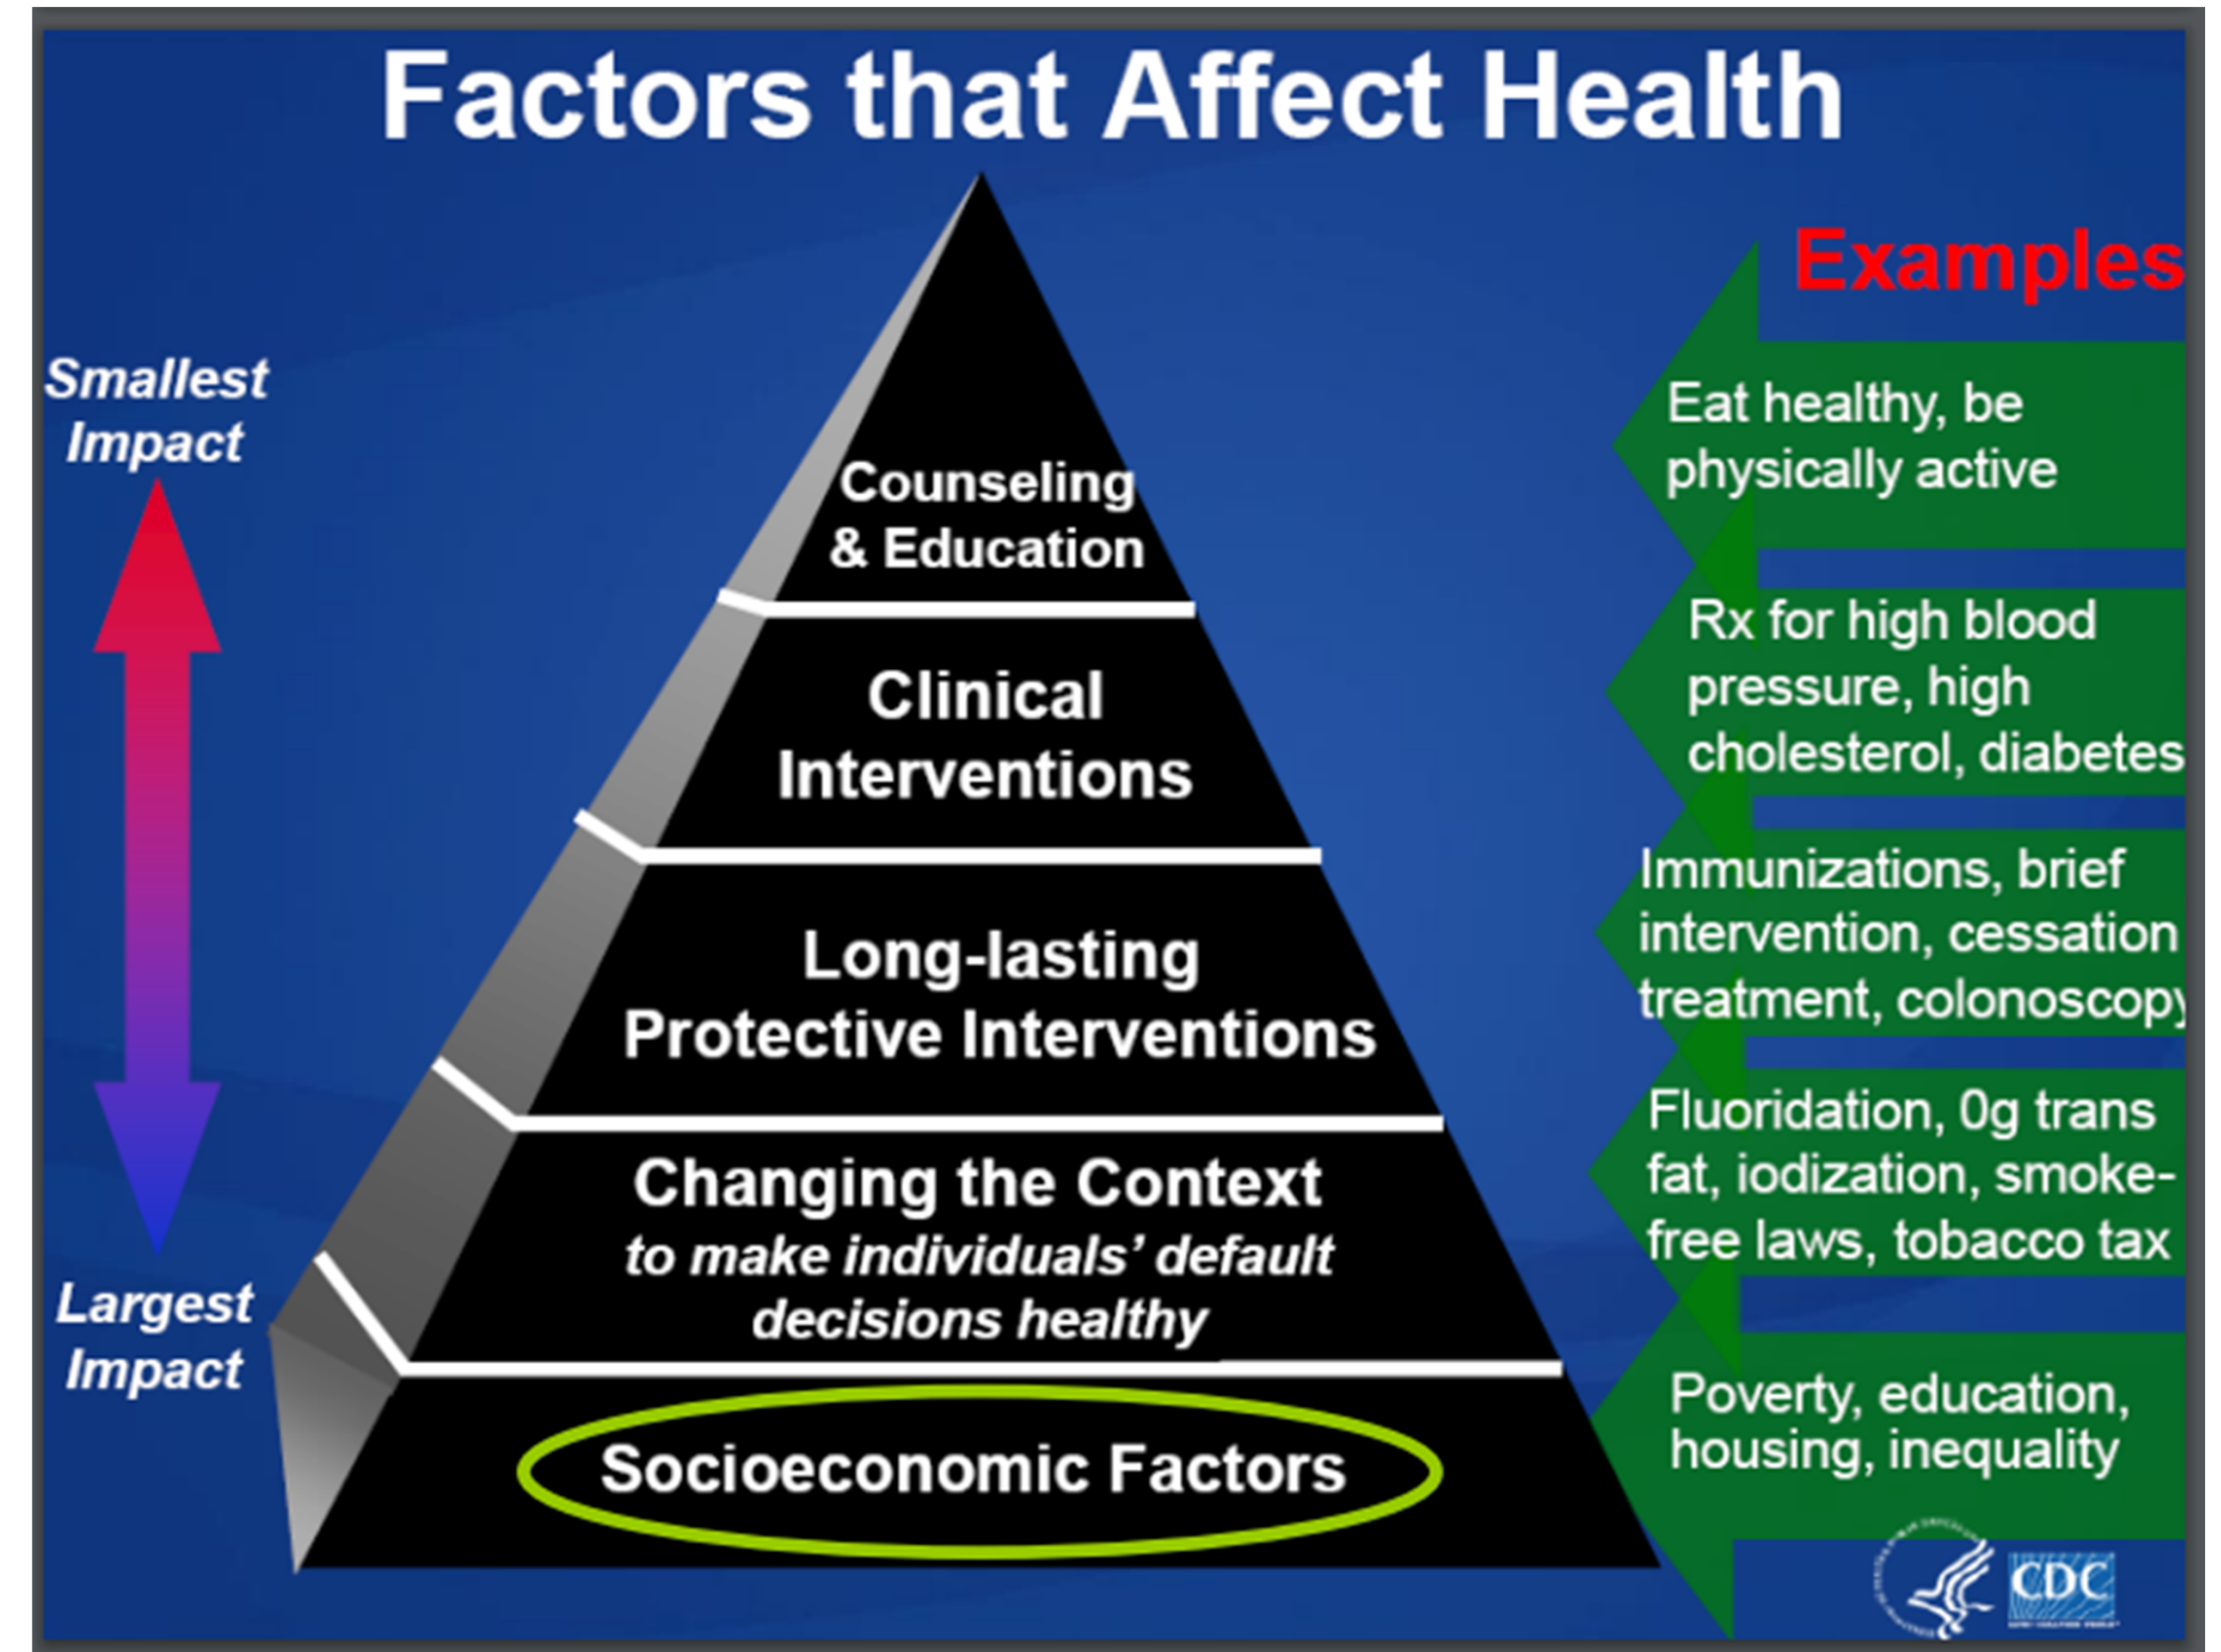 Factors that Affect Health
Examples
Smallest
Impact
Eat healthy, be
physically active
Counseling
& Education
Rx for high blood
pressure, high
cholesterol, diabetes
Clinical
Interventions
Immunizations, brief
intervention, cessation
treatment, colonoscopy
Long-lasting
Protective Interventions
Fluoridation, 0g trans
fat, iodization, smoke-
free laws, tobacco tax
Changing the Context
to make individuals’ default
decisions healthy
Largest
Impact
Poverty, education,
housing, inequality
Socioeconomic Factors
CDC